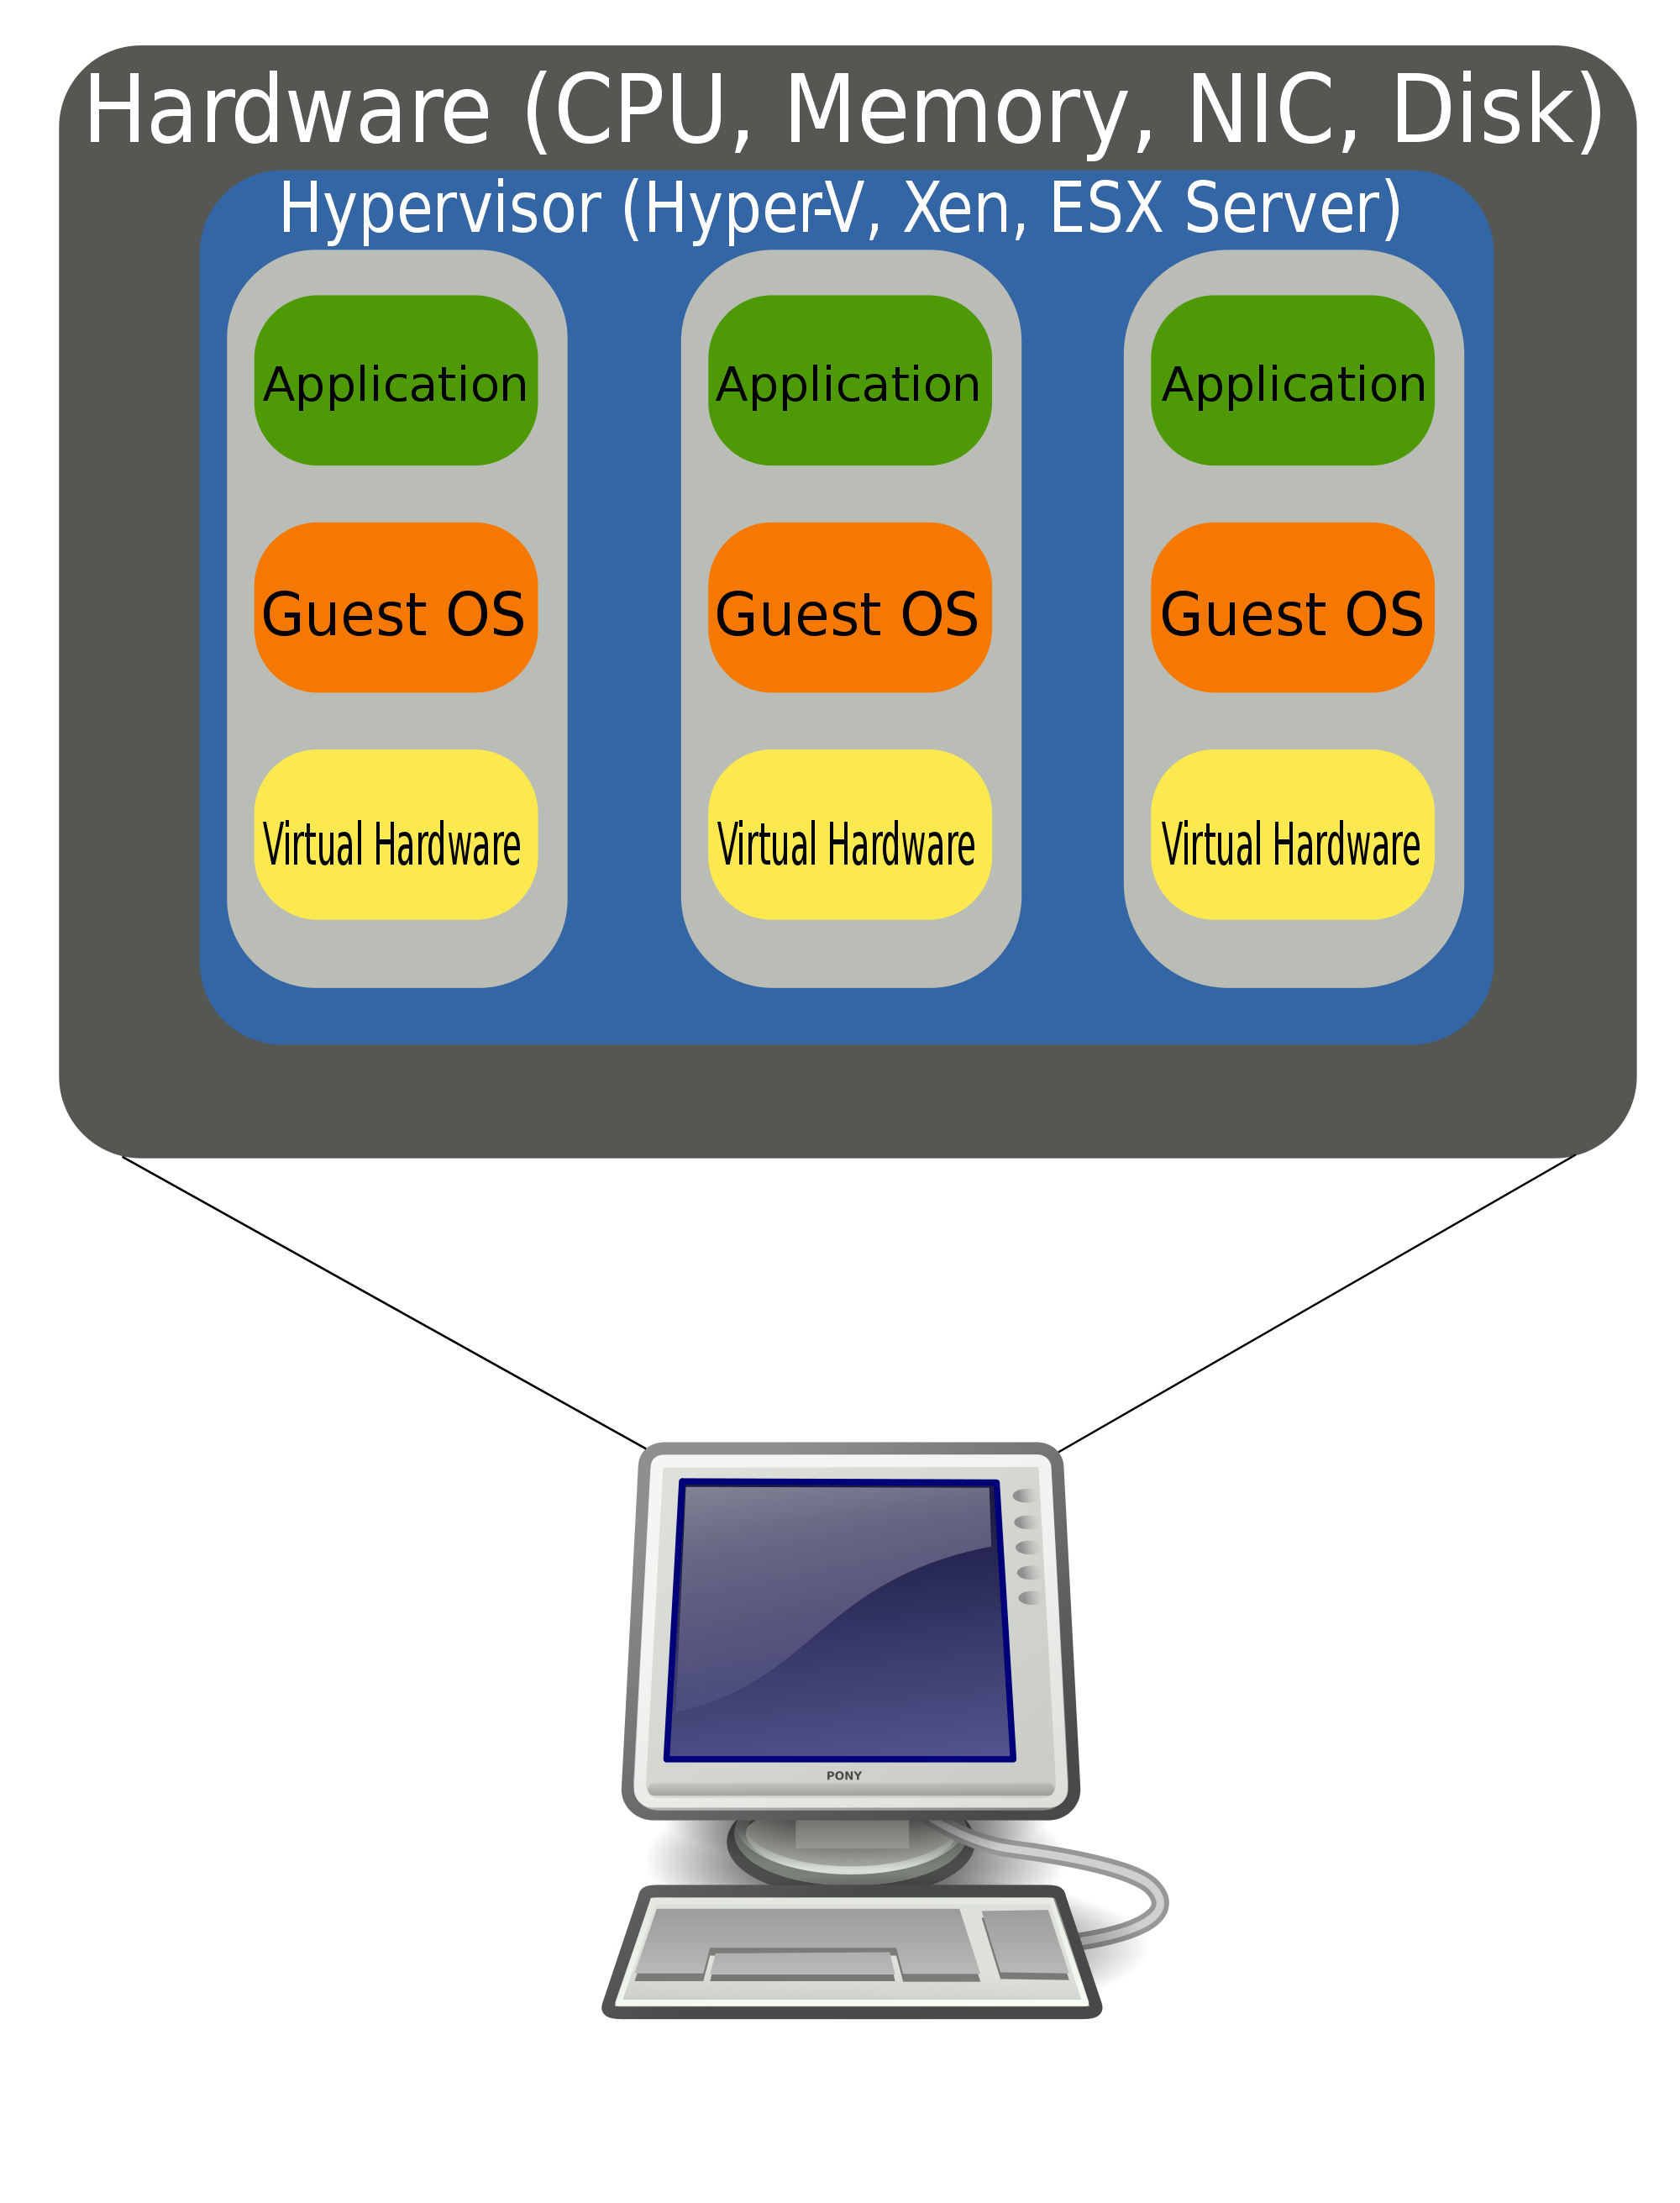 Hardware (CPU, Memory, NIC, Disk)
Hypervisor (Hyper-V, Xen, ESX Server)
Application
Application
Application
Guest OS
Guest OS
Guest OS
Virtual Hardware
Virtual Hardware
Virtual Hardware
PONY